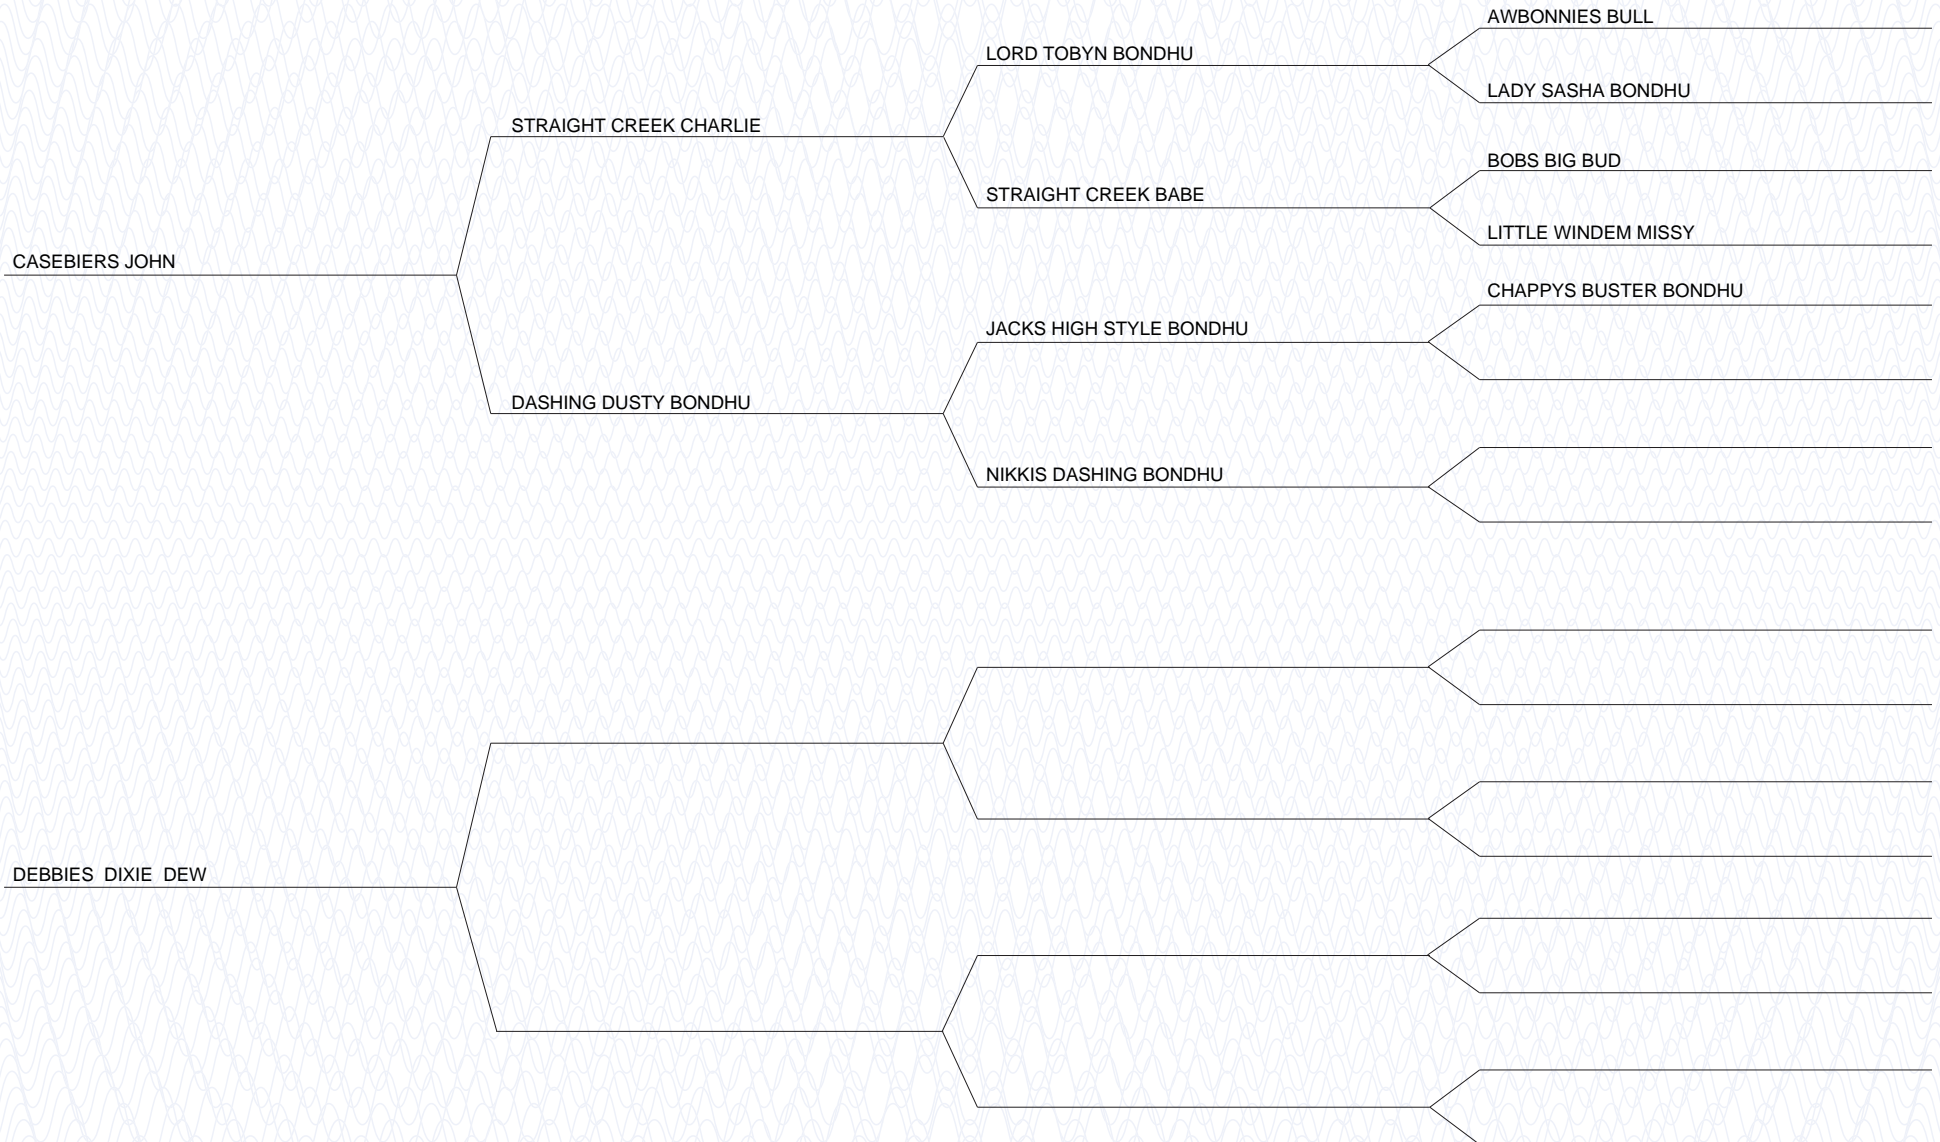 AWBONNIES BULL
LORD TOBYN BONDHU
LADY SASHA BONDHU
STRAIGHT CREEK CHARLIE
BOBS BIG BUD
STRAIGHT CREEK BABE
LITTLE WINDEM MISSY
CASEBIERS JOHN
CHAPPYS BUSTER BONDHU
JACKS HIGH STYLE BONDHU
DASHING DUSTY BONDHU
NIKKIS DASHING BONDHU
DEBBIES  DIXIE  DEW